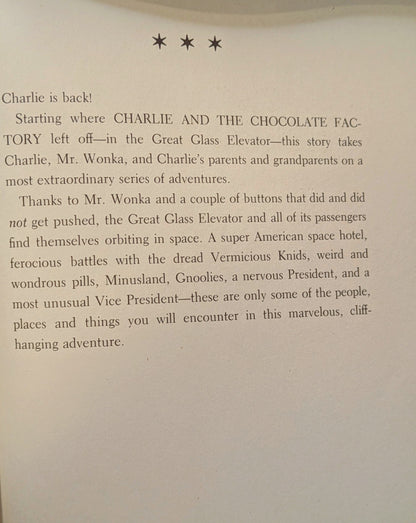 ✶ ✶ ✶
Charlie is back!
Starting where CHARLIE AND THE CHOCOLATE FAC-
TORY left off—in the Great Glass Elevator—this story takes
Charlie, Mr. Wonka, and Charlie's parents and grandparents on a
most extraordinary series of adventures.
Thanks to Mr. Wonka and a couple of buttons that did and did
not get pushed, the Great Glass Elevator and all of its passengers
find themselves orbiting in space. A super American space hotel,
ferocious battles with the dread Vermicious Knids, weird and
wondrous pills, Minusland, Gnoolies, a nervous President, and a
most unusual Vice President—these are only some of the people,
places and things you will encounter in this marvelous, cliff-
hanging adventure.